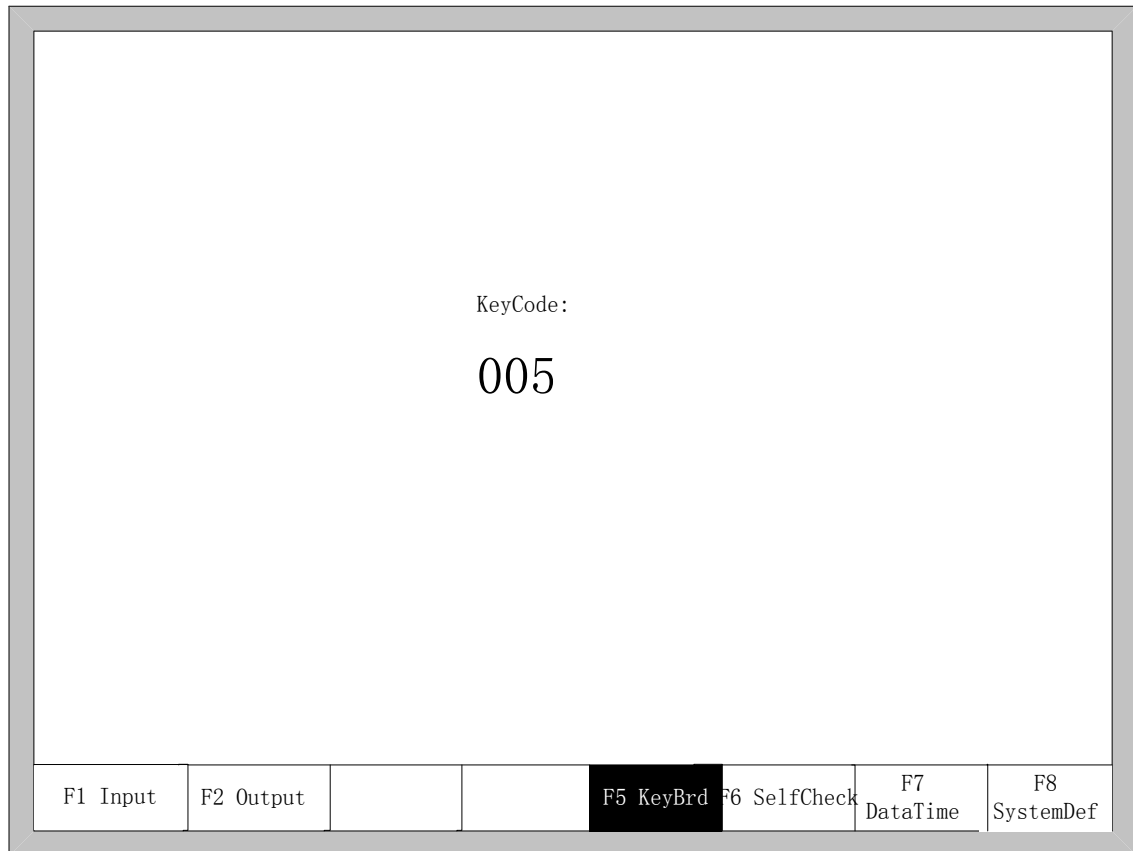 KeyCode:
005
F1 Input
F2 Output
F5 KeyBrd
F6 SelfCheck
F7
DataTime
F8
SystemDef